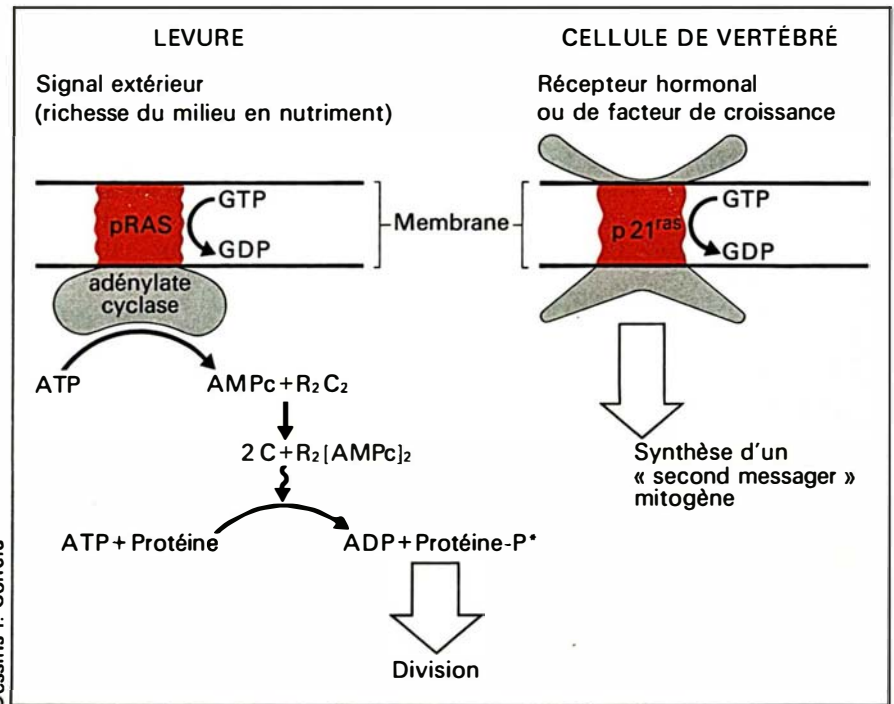 LEVURE
Signal extérieur
(richesse du milieu en nutriment)
pRAS
GTP
GDP
adénylate
cyclase
ATP
AMPc+R₂C₂
2C+R₂[AMPc]₂
ATP+Protéine
ADP+Protéine-P*
Division
Membrane
CELLULE DE VERTÉBRÉ
Récepteur hormonal
ou de facteur de croissance
p21ʳᵃˢ
GTP
GDP
Synthèse d'un
« second messager »
mitogène